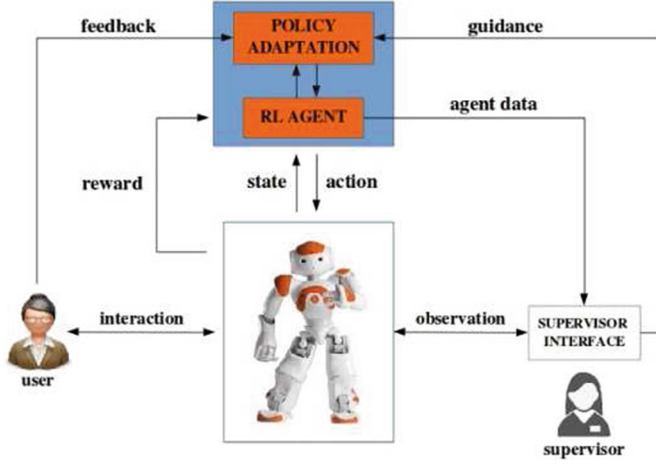 feedback
POLICY
ADAPTATION
guidance
RL AGENT
agent data
reward
state
action
interaction
observation
SUPERVISOR
INTERFACE
user
supervisor